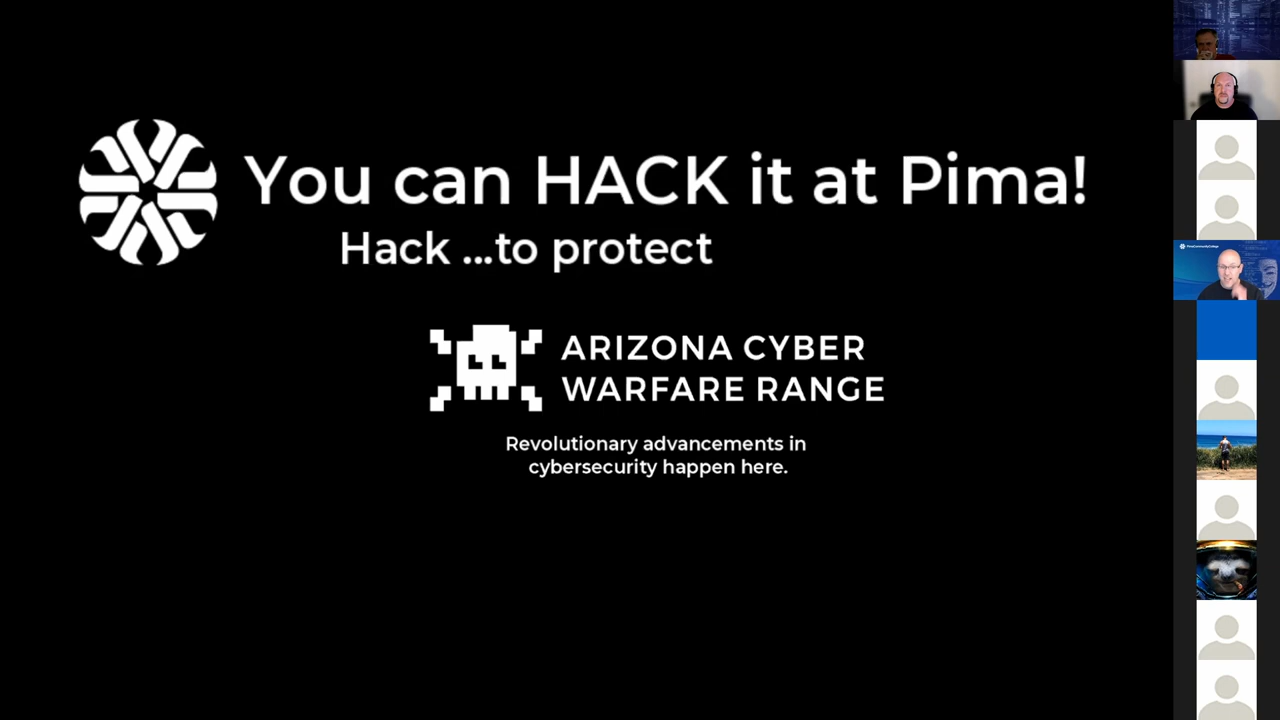 You can HACK it at Pima!
Hack ...to protect
ARIZONA CYBER
WARFARE RANGE
Revolutionary advancements in
cybersecurity happen here.
PimaCommunityCollege